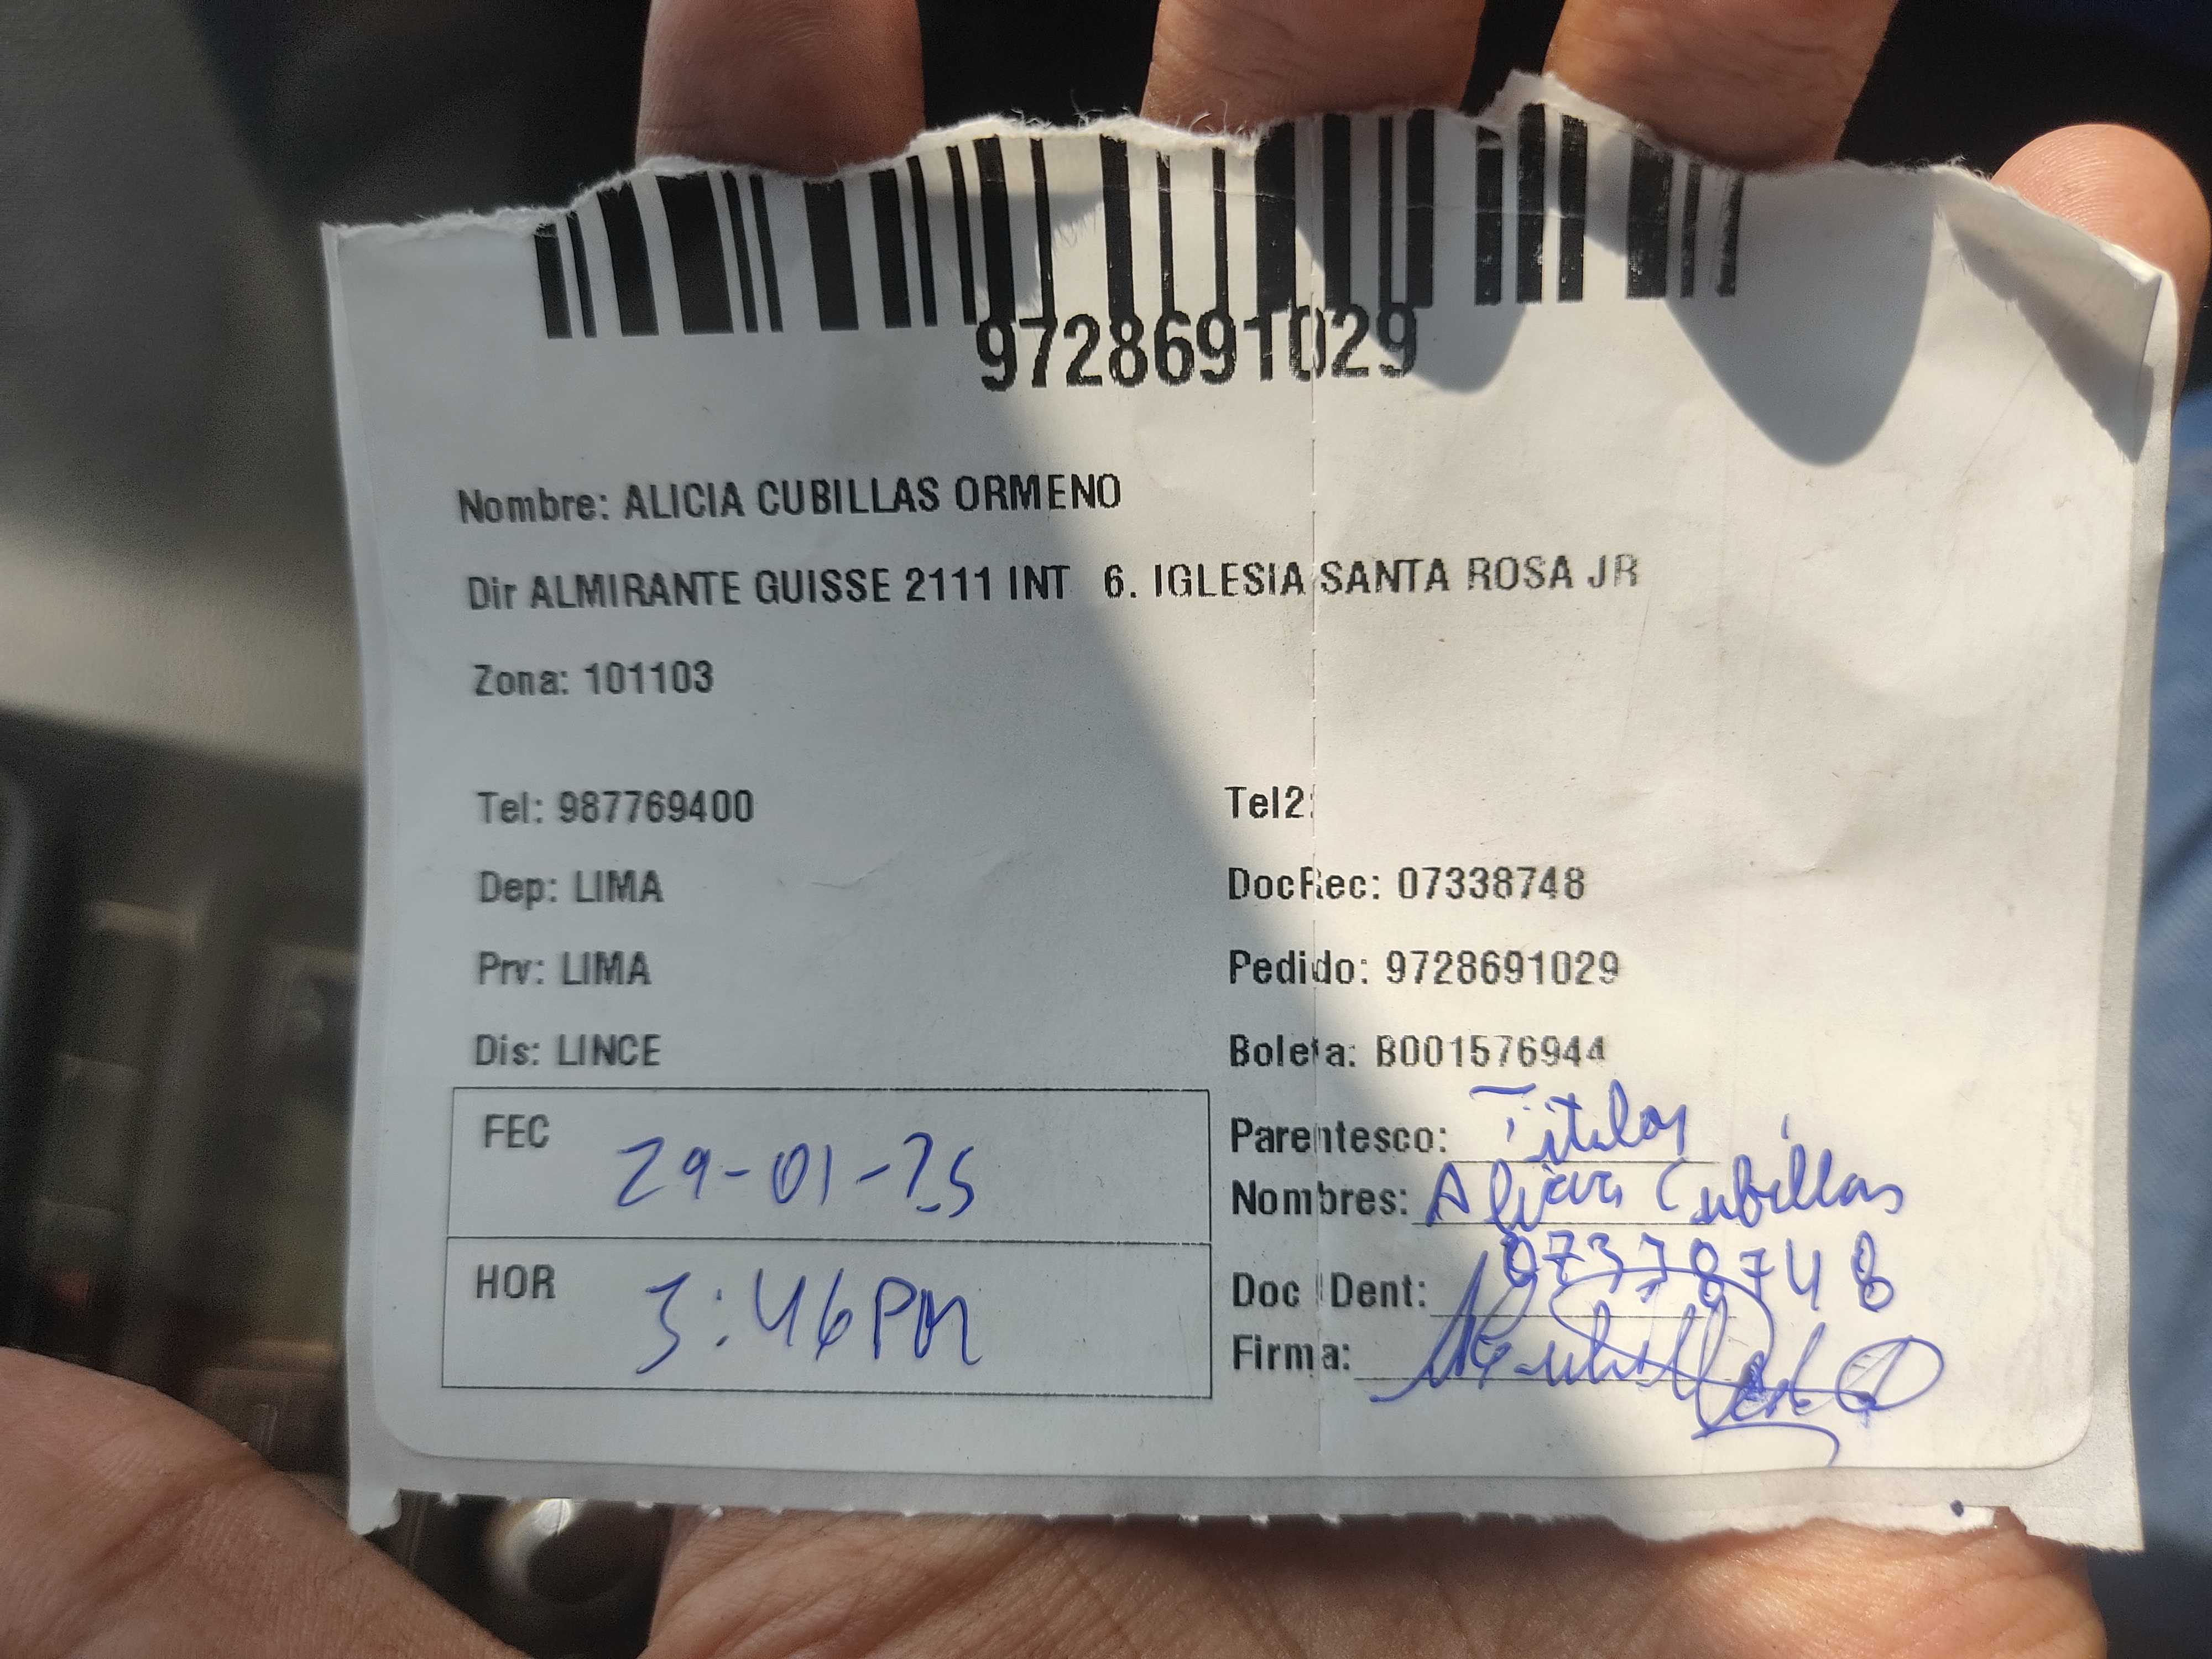 9728691029
Nombre: ALICIA CUBILLAS ORMENO
Dir ALMIRANTE GUISSE 2111 INT 6. IGLESIA SANTA ROSA JR
Zona: 101103
Tel: 987769400 Tel2:
Dep: LIMA DocRec: 07338748
Prv: LIMA Pedido: 9728691029
Dis: LINCE Boleta: B001576944
FEC 29-01-25
HOR 3:46PM
Parentesco: Titular
Nombres: Alicia Cubillas
Doc Dent: 07338748
Firma: